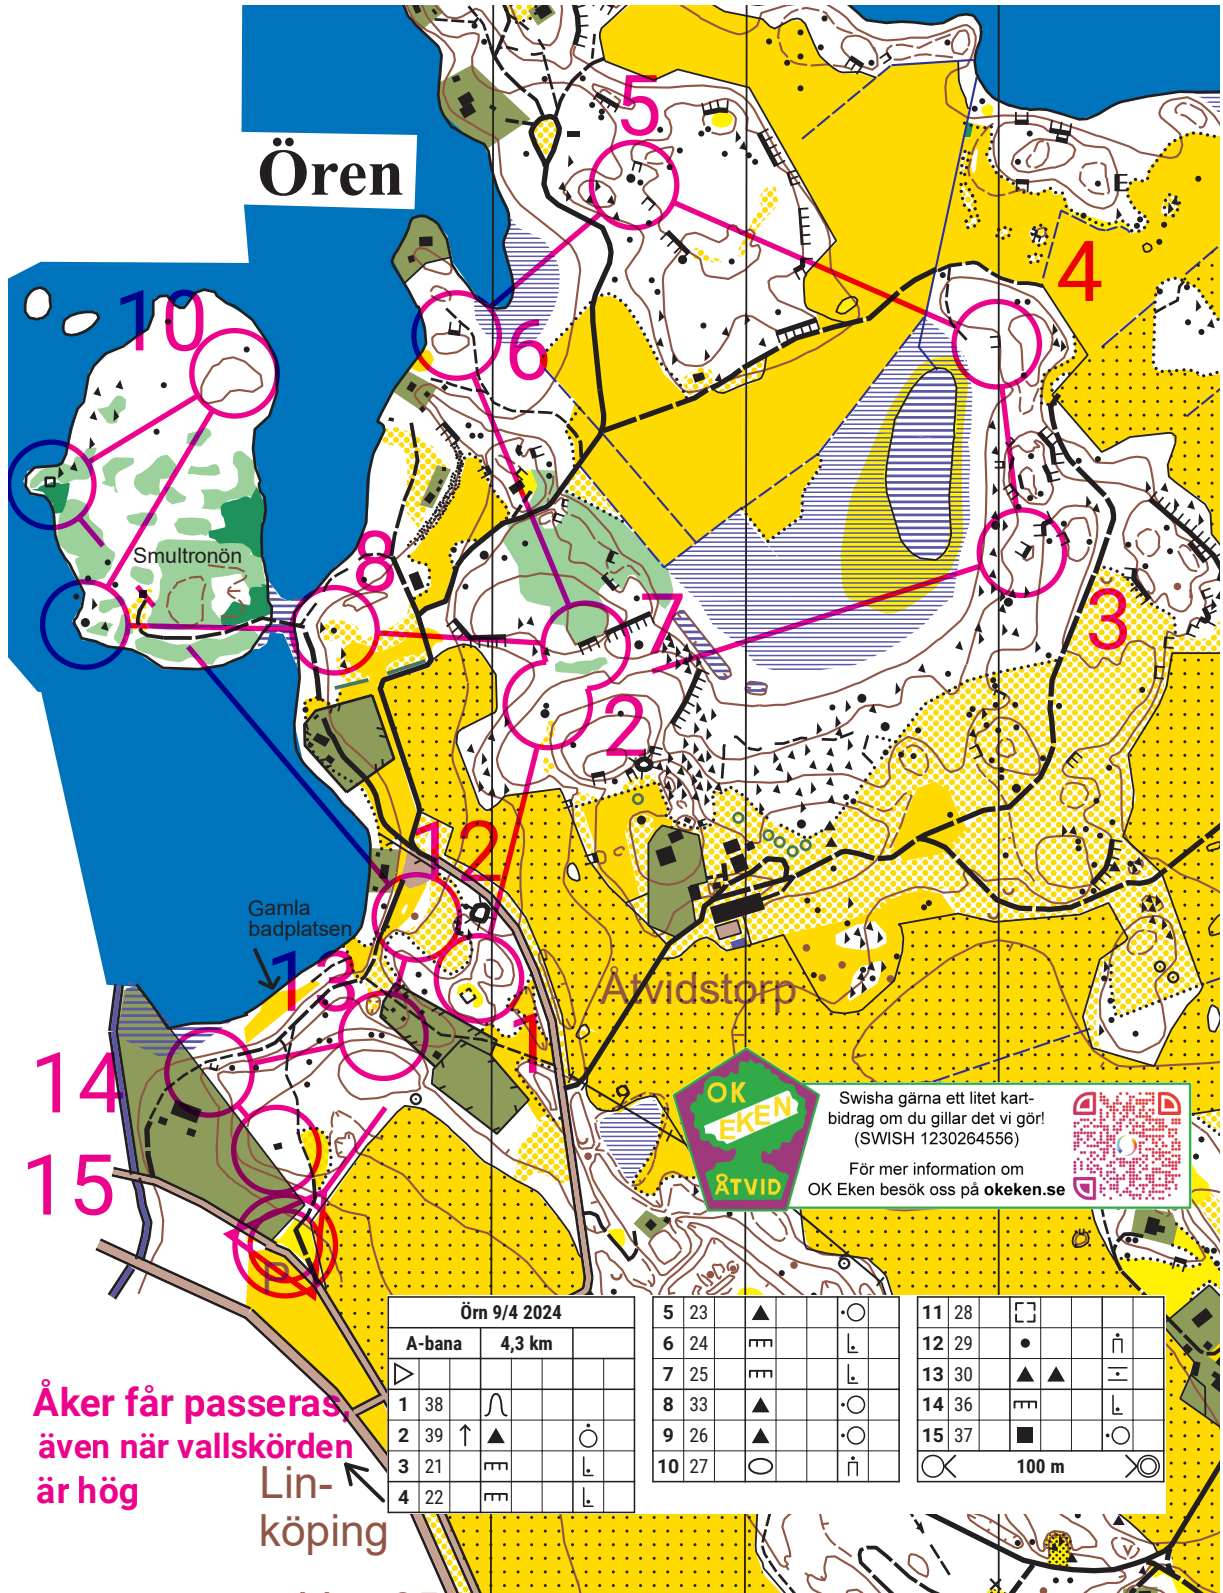 5
Ören
4
10
6
8
Smultronön
7
3
2
12
Gamla
badplatsen
13
Åtvidstorp
1
14
OK
EKEN
ÅTVID
Swisha gärna ett litet kart-
bidrag om du gillar det vi gör!
(SWISH 1230264556)
För mer information om
OK Eken besök oss på okeken.se
15
P
Örn 9/4 2024
A-bana 4,3 km
1 38
2 39
3 21
4 22
5 23
6 24
7 25
8 33
9 26
10 27
11 28
12 29
13 30
14 36
15 37
100 m
Åker får passeras,
även när vallskörden
är hög
Lin-
köping